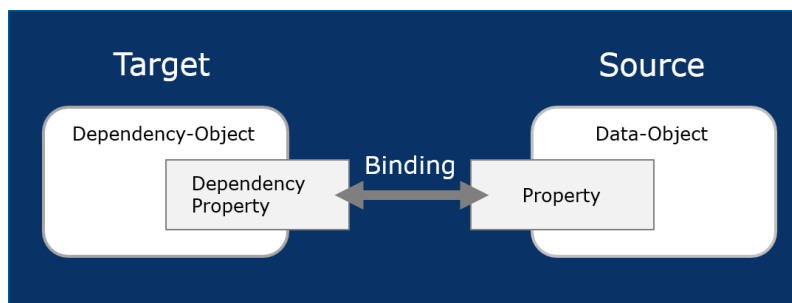 Target
Source
Dependency-Object
Data-Object
Binding
Dependency
Property
Property